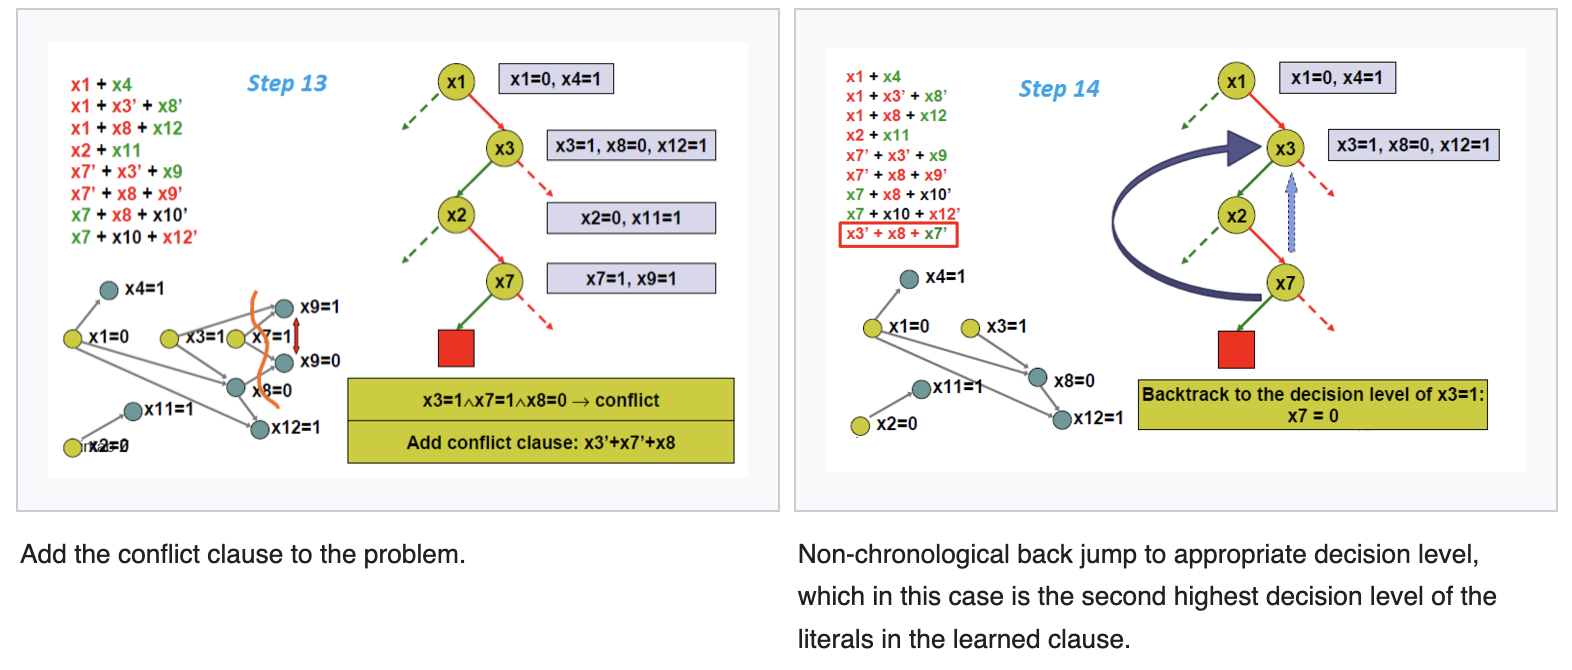 Step 13
x1 + x4
x1 + x3’ + x8’
x1 + x8 + x12
x2 + x11
x7’ + x3’ + x9
x7’ + x8 + x9’
x7 + x8 + x10’
x7 + x10 + x12’
x1
x1=0, x4=1
x3
x3=1, x8=0, x12=1
x2
x2=0, x11=1
x7
x7=1, x9=1
x4=1
x9=1
x1=0
x3=1
x7=1
x9=0
x8=0
x11=1
x12=1
x2=0
x3=1∧x7=1∧x8=0 → conflict
Add conflict clause: x3’+x7’+x8
Add the conflict clause to the problem.
Step 14
x1 + x4
x1 + x3’ + x8’
x1 + x8 + x12
x2 + x11
x7’ + x3’ + x9
x7’ + x8 + x9’
x7 + x8 + x10’
x7 + x10 + x12’
x3’ + x8 + x7’
x1
x1=0, x4=1
x3
x3=1, x8=0, x12=1
x2
x7
x4=1
x1=0
x3=1
x8=0
x11=1
x12=1
x2=0
Backtrack to the decision level of x3=1:
x7 = 0
Non-chronological back jump to appropriate decision level,
which in this case is the second highest decision level of the
literals in the learned clause.